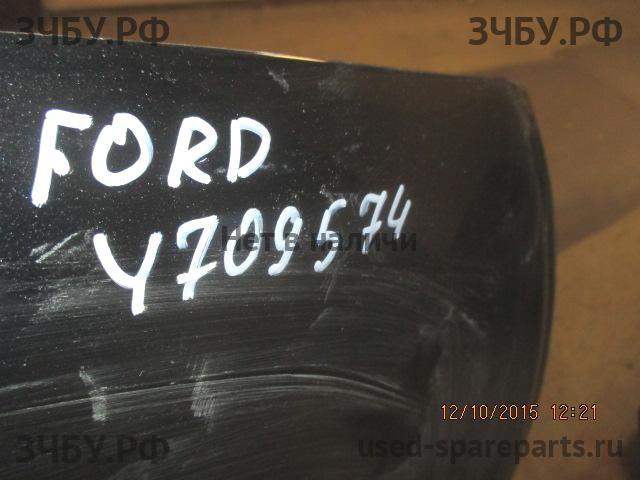 ЗЧБУ.РФ
ЗЧБУ.РФ
FORD
Y709574
Нет в наличи
12/10/2015 12:21
ЗЧБУ.РФ
used-spareparts.ru